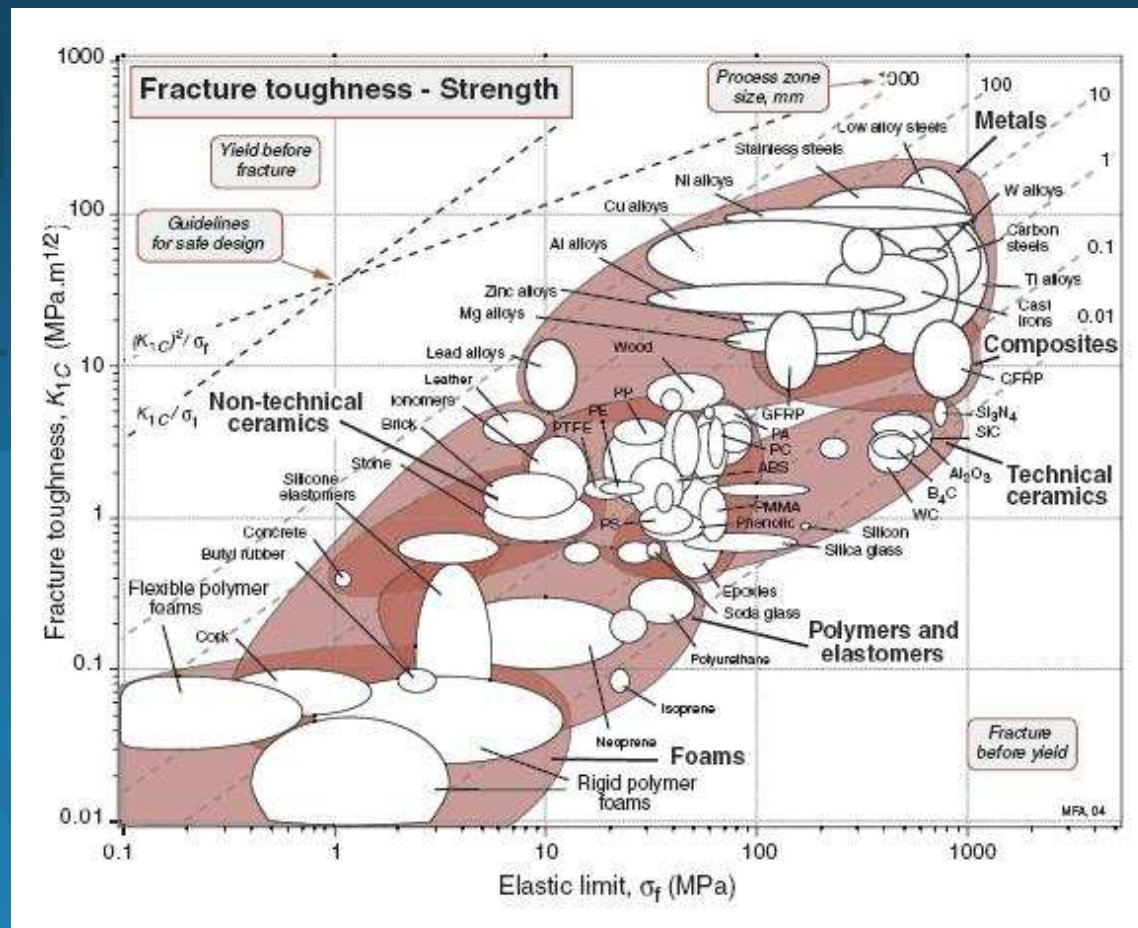 Fracture toughness - Strength
Process zone
size, mm
1000
100
10
1
0.1
0.01
Yield before
fracture
Guidelines
for safe design
(K₁C)²/σf
K₁C/σf
Low alloy steels
Metals
Stainless steels
Ni alloys
W alloys
Cu alloys
Carbon
steels
Al alloys
Ti alloys
Zinc alloys
Cast
irons
Mg alloys
Composites
Wood
Lead alloys
CFRP
Leather
PP
GFRP
Ionomers
Non-technical
ceramics
PE
PTFE
PA
Si₃N₄
Brick
PC
SiC
Stone
ABS
Al₂O₃
Technical
ceramics
Silicone
elastomers
B₄C
PMMA
WC
PS
Phenolic
Concrete
Silicon
Butyl rubber
Silica glass
Flexible polymer
foams
Epoxies
Soda glass
Cork
Polymers and
elastomers
Polyurethane
Isoprene
Neoprene
Foams
Rigid polymer
foams
Fracture
before yield
MFA, 04
1000
100
10
1
0.1
0.01
Fracture toughness, K₁C (MPa.m^1/2)
0.1
1
10
100
1000
Elastic limit, σf (MPa)